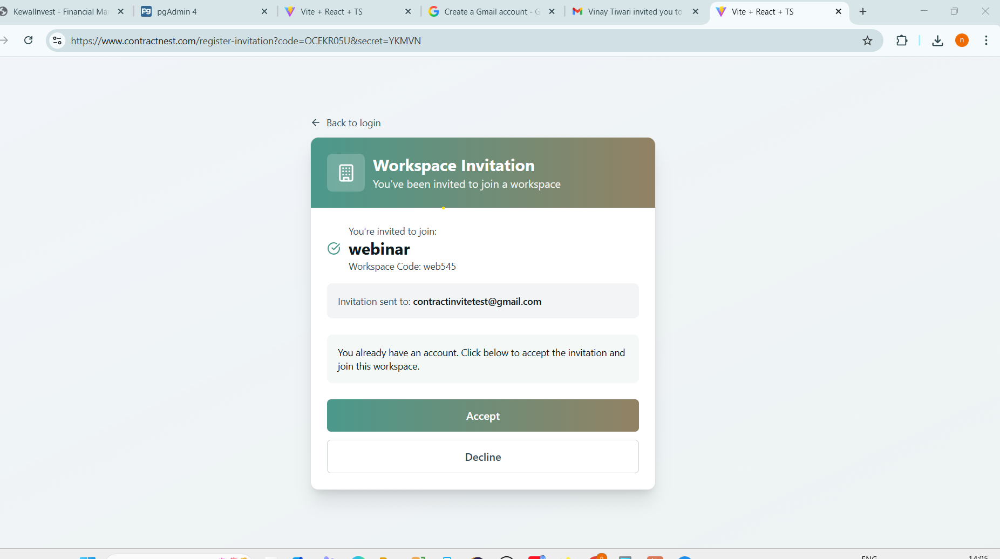 KewalInvest - Financial Ma
pgAdmin 4
Vite + React + TS
Create a Gmail account - G
Vinay Tiwari invited you to
Vite + React + TS
https://www.contractnest.com/register-invitation?code=OCEKR05U&secret=YKMVN
n
Back to login
Workspace Invitation
You've been invited to join a workspace
You're invited to join:
webinar
Workspace Code: web545
Invitation sent to: contractinvitetest@gmail.com
You already have an account. Click below to accept the invitation and
join this workspace.
Accept
Decline
ENG
14:05